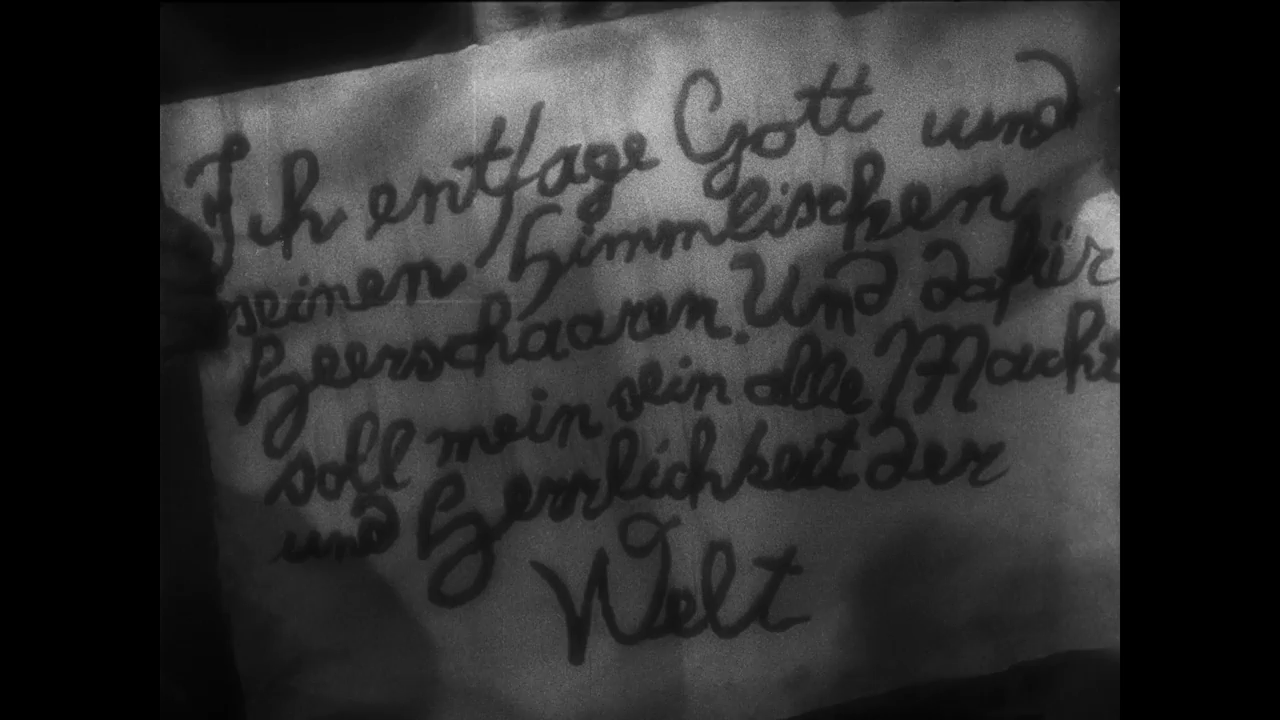 Ich entsage Gott und
seinen himmlischen
Heerschaaren. Und dafür
soll mein sein alle Macht
und Herrlichkeit der
Welt